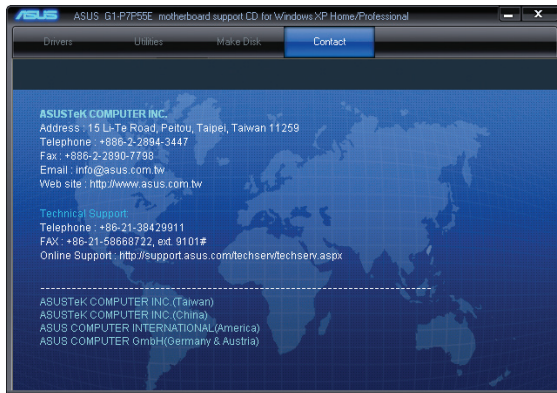 ASUS ASUS G1-P7P55E motherboard support CD for Windows XP Home/Professional
Drivers Utilities Make Disk Contact
ASUSTeK COMPUTER INC.
Address : 15 Li-Te Road, Peitou, Taipei, Taiwan 11259
Telephone : +886-2-2894-3447
Fax : +886-2-2890-7798
Email : info@asus.com.tw
Web site : http://www.asus.com.tw
Technical Support:
Telephone : +86-21-38429911
FAX : +86-21-58668722, ext. 9101#
Online Support : http://support.asus.com/techserv/techserv.aspx
ASUSTeK COMPUTER INC.(Taiwan)
ASUSTeK COMPUTER INC.(China)
ASUS COMPUTER INTERNATIONAL(America)
ASUS COMPUTER GmbH(Germany & Austria)